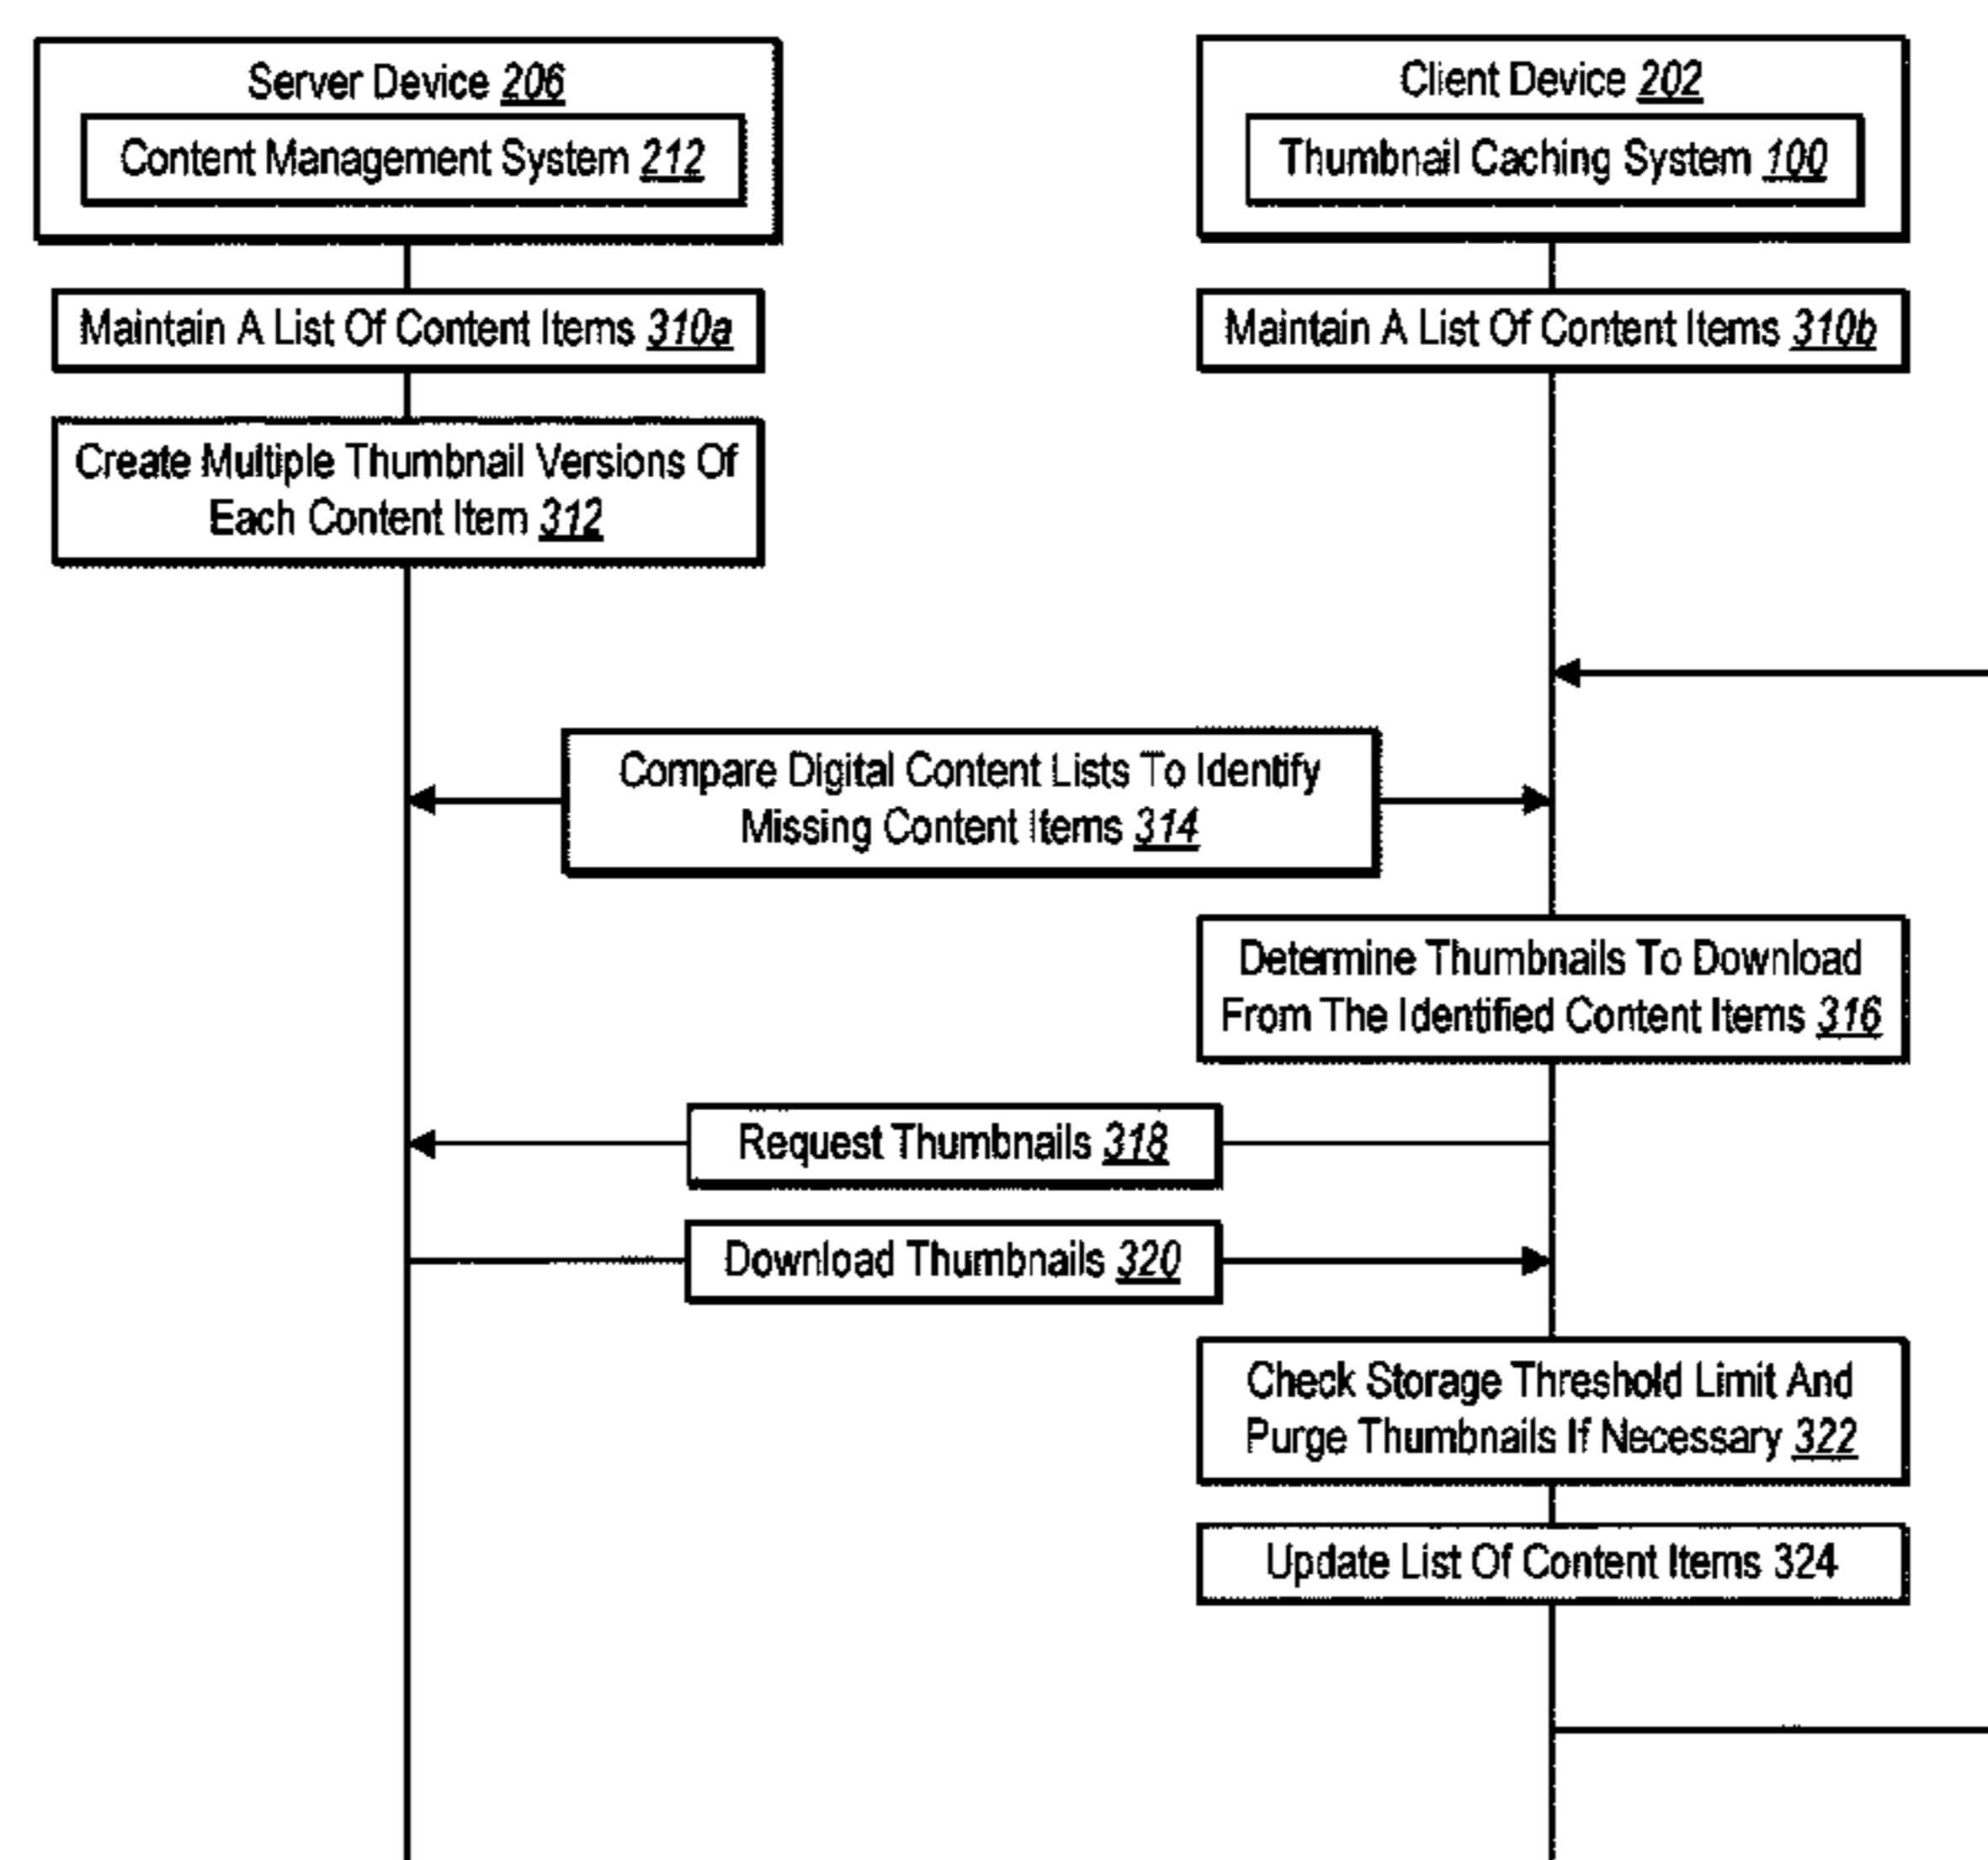 Server Device 206
Content Management System 212
Client Device 202
Thumbnail Caching System 100
Maintain A List Of Content Items 310a
Maintain A List Of Content Items 310b
Create Multiple Thumbnail Versions Of
Each Content Item 312
Compare Digital Content Lists To Identify
Missing Content Items 314
Determine Thumbnails To Download
From The Identified Content Items 316
Request Thumbnails 318
Download Thumbnails 320
Check Storage Threshold Limit And
Purge Thumbnails If Necessary 322
Update List Of Content Items 324